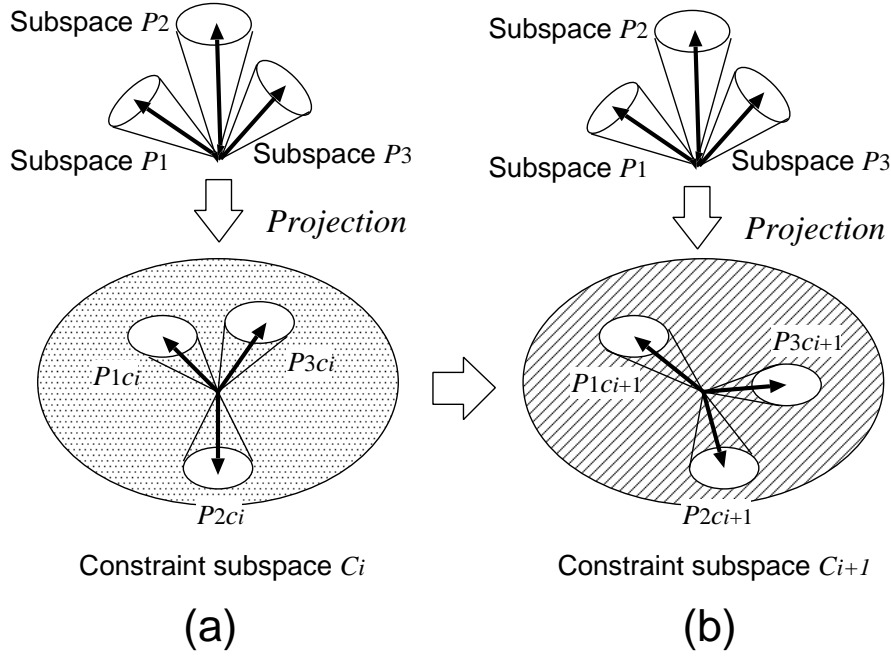 Subspace P2
Subspace P1
Subspace P3
Projection
P1ci
P3ci
P2ci
Constraint subspace Ci
(a)
Subspace P2
Subspace P1
Subspace P3
Projection
P3ci+1
P1ci+1
P2ci+1
Constraint subspace Ci+1
(b)